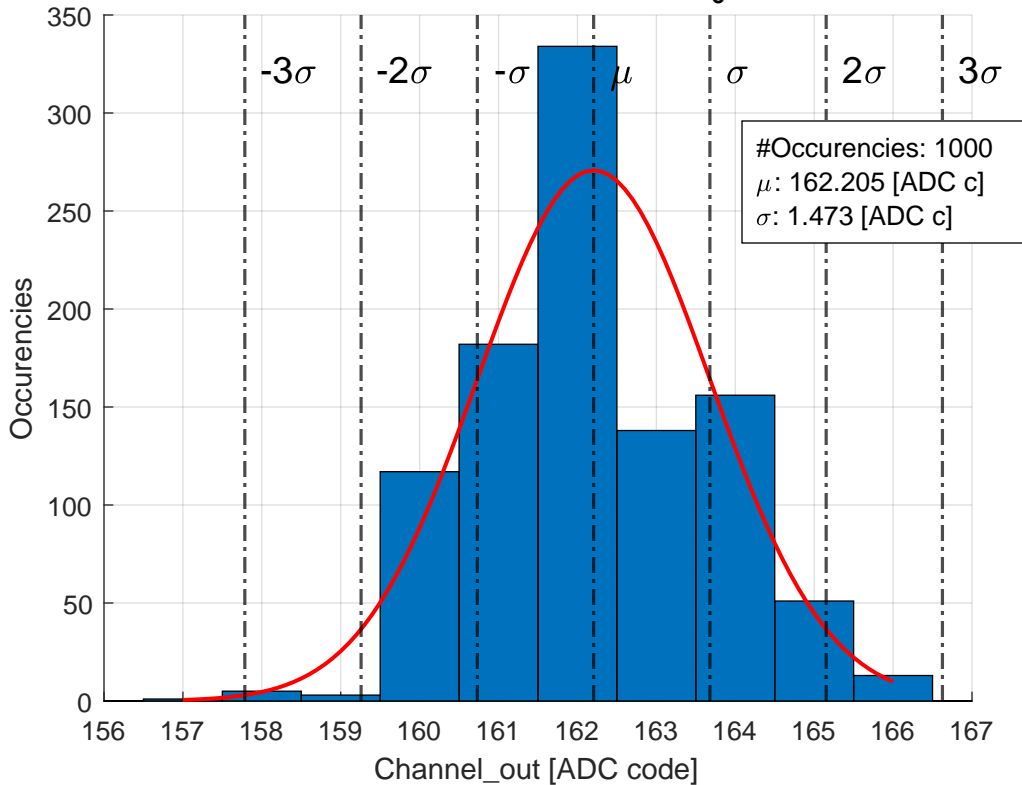 350
300
250
200
150
100
50
0
Occurencies
-3σ -2σ -σ μ σ 2σ 3σ
#Occurencies: 1000
μ: 162.205 [ADC c]
σ: 1.473 [ADC c]
156 157 158 159 160 161 162 163 164 165 166 167
Channel_out [ADC code]